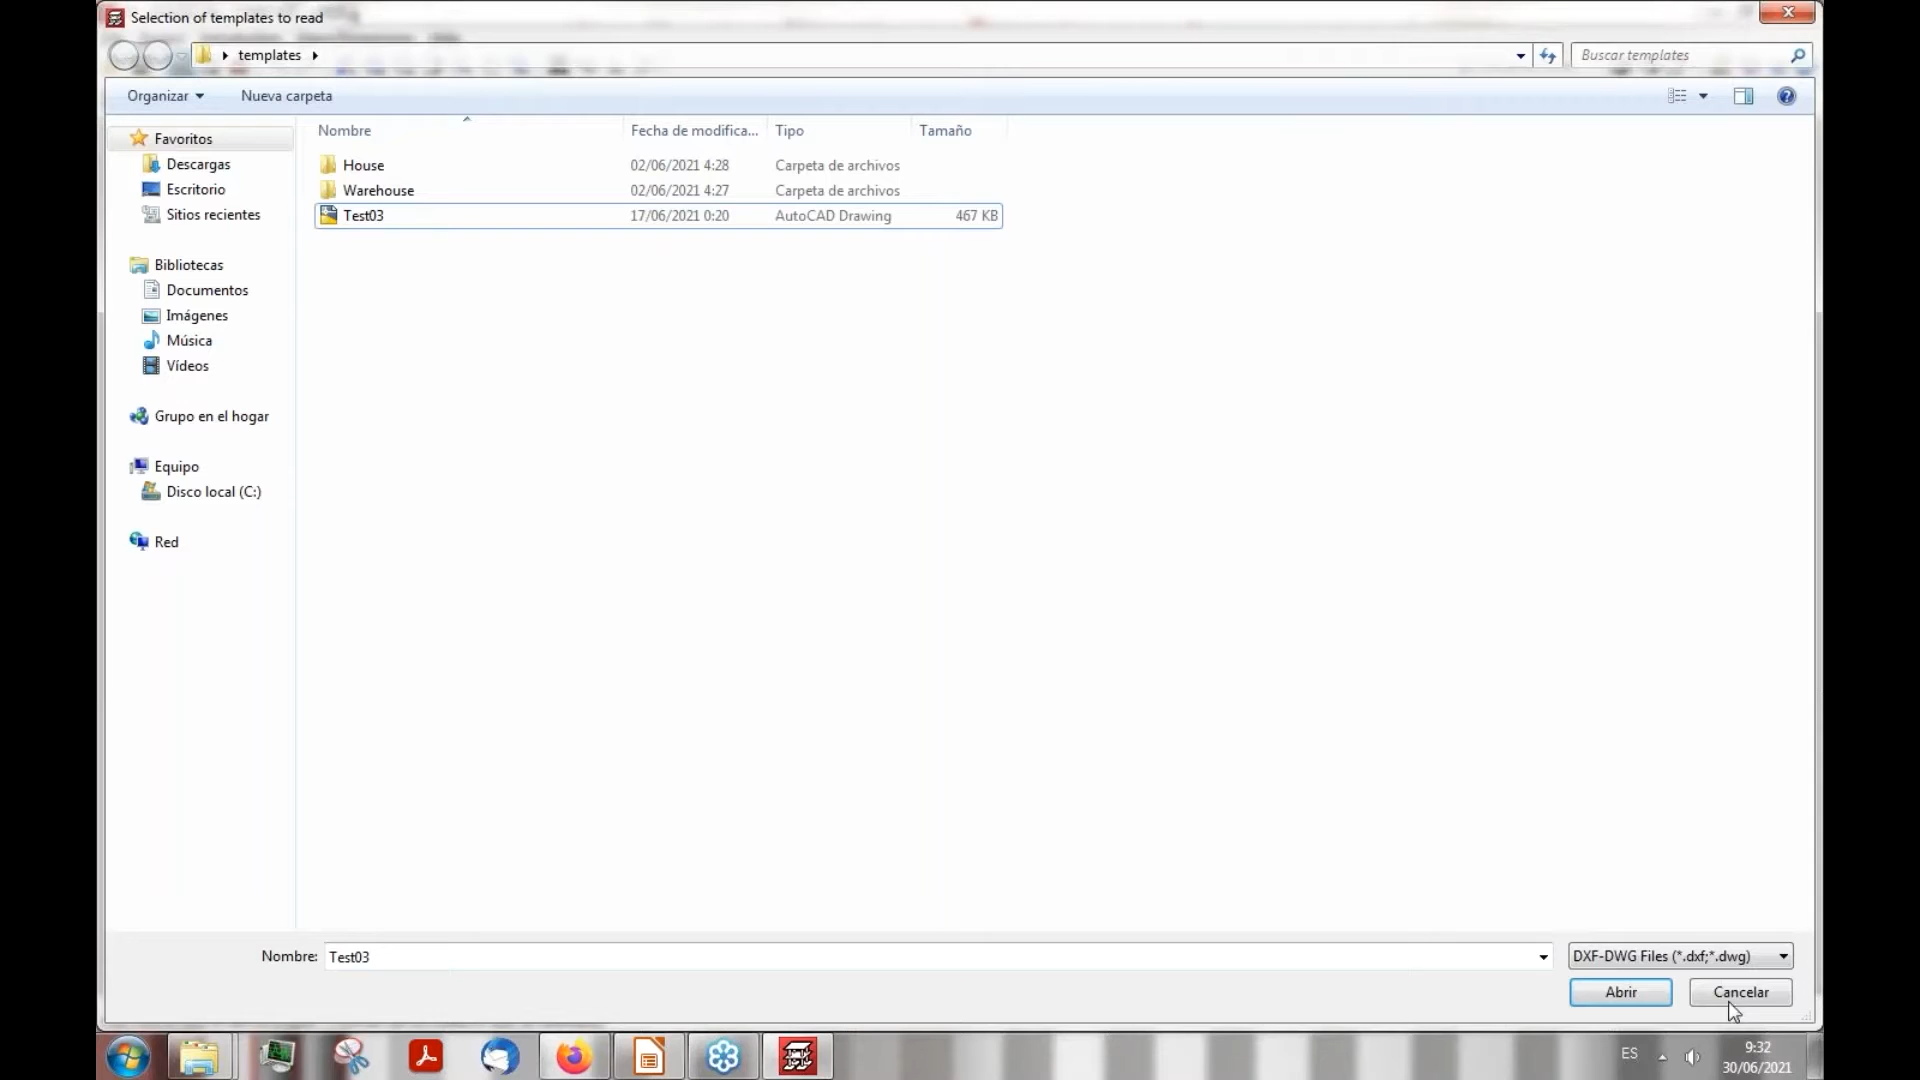 Selection of templates to read
templates
Buscar templates
Organizar
Nueva carpeta
Nombre
Fecha de modifica...
Tipo
Tamaño
Favoritos
Descargas
Escritorio
Sitios recientes
Bibliotecas
Documentos
Imágenes
Música
Vídeos
Grupo en el hogar
Equipo
Disco local (C:)
Red
House 02/06/2021 4:28 Carpeta de archivos
Warehouse 02/06/2021 4:27 Carpeta de archivos
Test03 17/06/2021 0:20 AutoCAD Drawing 467 KB
Nombre: Test03
DXF-DWG Files (*.dxf;*.dwg)
Abrir
Cancelar
ES
9:32
30/06/2021